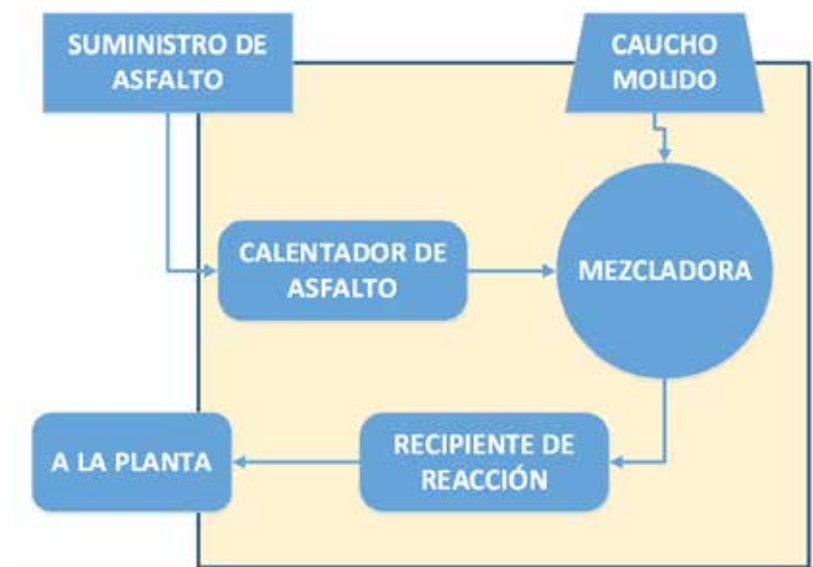 SUMINISTRO DE
ASFALTO
CAUCHO
MOLIDO
CALENTADOR DE
ASFALTO
MEZCLADORA
A LA PLANTA
RECIPIENTE DE
REACCIÓN